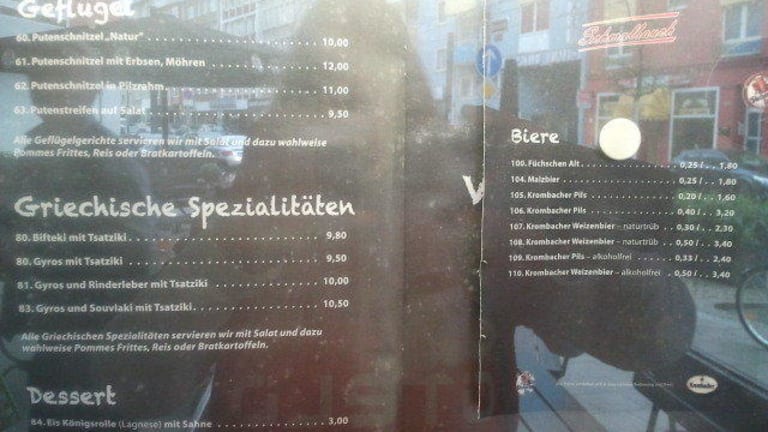 Geflügel
60. Putenschnitzel „Natur“ . . . . . . . . . . . . . . . . . . . . . . . . . . . . 10,00
61. Putenschnitzel mit Erbsen, Möhren . . . . . . . . . . . . . . . . . 12,00
62. Putenschnitzel in Pilzrahm . . . . . . . . . . . . . . . . . . . . . . . . 11,00
63. Putenstreifen auf Salat . . . . . . . . . . . . . . . . . . . . . . . . . . . . 9,50
Alle Geflügelgerichte servieren wir mit Salat und dazu wahlweise
Pommes Frittes, Reis oder Bratkartoffeln.
Griechische Spezialitäten
80. Bifteki mit Tsatziki . . . . . . . . . . . . . . . . . . . . . . . . . . . . . . 9,80
80. Gyros mit Tsatziki . . . . . . . . . . . . . . . . . . . . . . . . . . . . . . . 9,50
81. Gyros und Rinderleber mit Tsatziki . . . . . . . . . . . . . . . . 10,00
83. Gyros und Souvlaki mit Tsatziki . . . . . . . . . . . . . . . . . . . 10,50
Alle Griechischen Spezialitäten servieren wir mit Salat und dazu
wahlweise Pommes Frittes, Reis oder Bratkartoffeln.
Dessert
84. Eis Königsrolle (Lagnese) mit Sahne . . . . . . . . . . . . . . . . . 3,00
Biere
100. Füchschen Alt . . . . . . . . . . . . . . . . . 0,25 l . . 1,80
104. Malzbier . . . . . . . . . . . . . . . . . . . . . 0,25 l . . 1,80
105. Krombacher Pils . . . . . . . . . . . . . . . 0,20 l . . 1,60
106. Krombacher Pils . . . . . . . . . . . . . . . 0,40 l . . 3,20
107. Krombacher Weizenbier – naturtrüb . . 0,30 l . . 2,30
108. Krombacher Weizenbier – naturtrüb . . 0,50 l . . 3,40
109. Krombacher Pils – alkoholfrei . . . . . . 0,33 l . . 2,40
110. Krombacher Weizenbier – alkoholfrei . 0,50 l . . 3,40
Krombacher